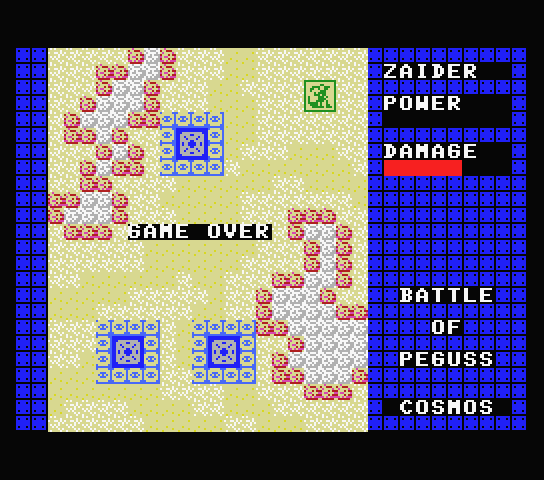 ZAIDER
POWER
DAMAGE
GAME OVER
BATTLE
OF
PEGUSS
COSMOS